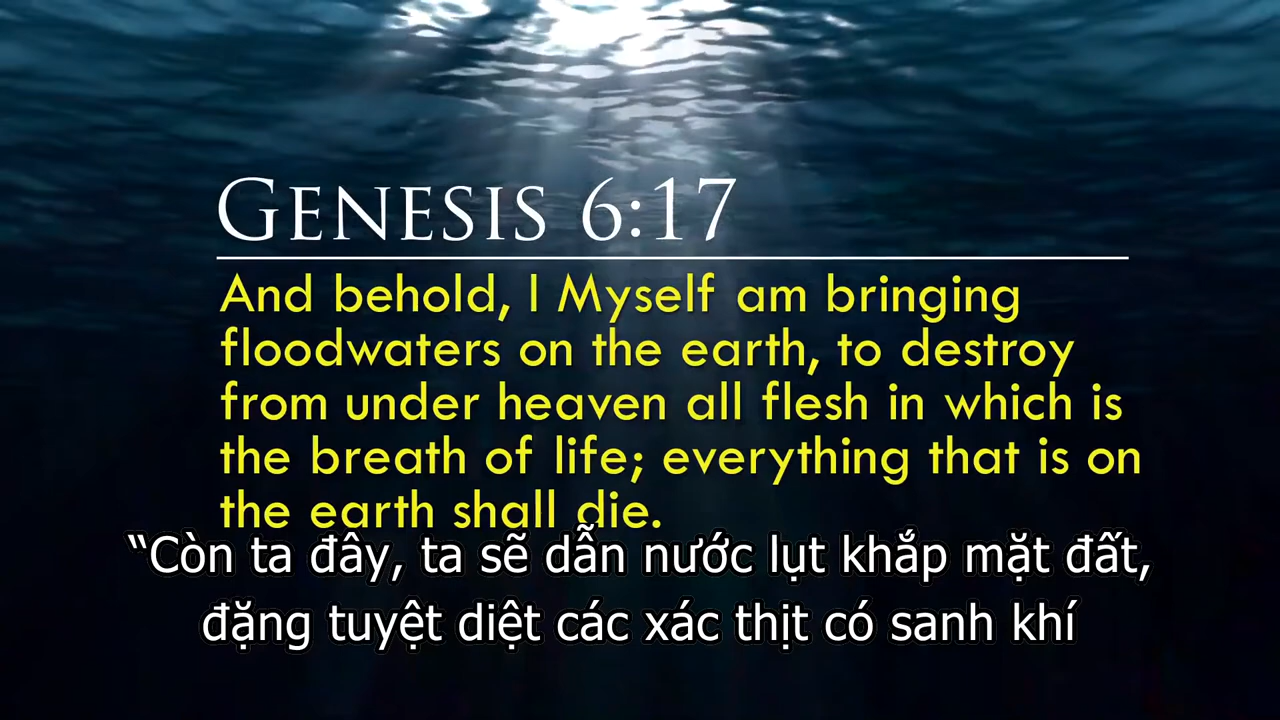 GENESIS 6:17
And behold, I Myself am bringing
floodwaters on the earth, to destroy
from under heaven all flesh in which is
the breath of life; everything that is on
the earth shall die.
“Còn ta đây, ta sẽ dẫn nước lụt khắp mặt đất,
đặng tuyệt diệt các xác thịt có sanh khí